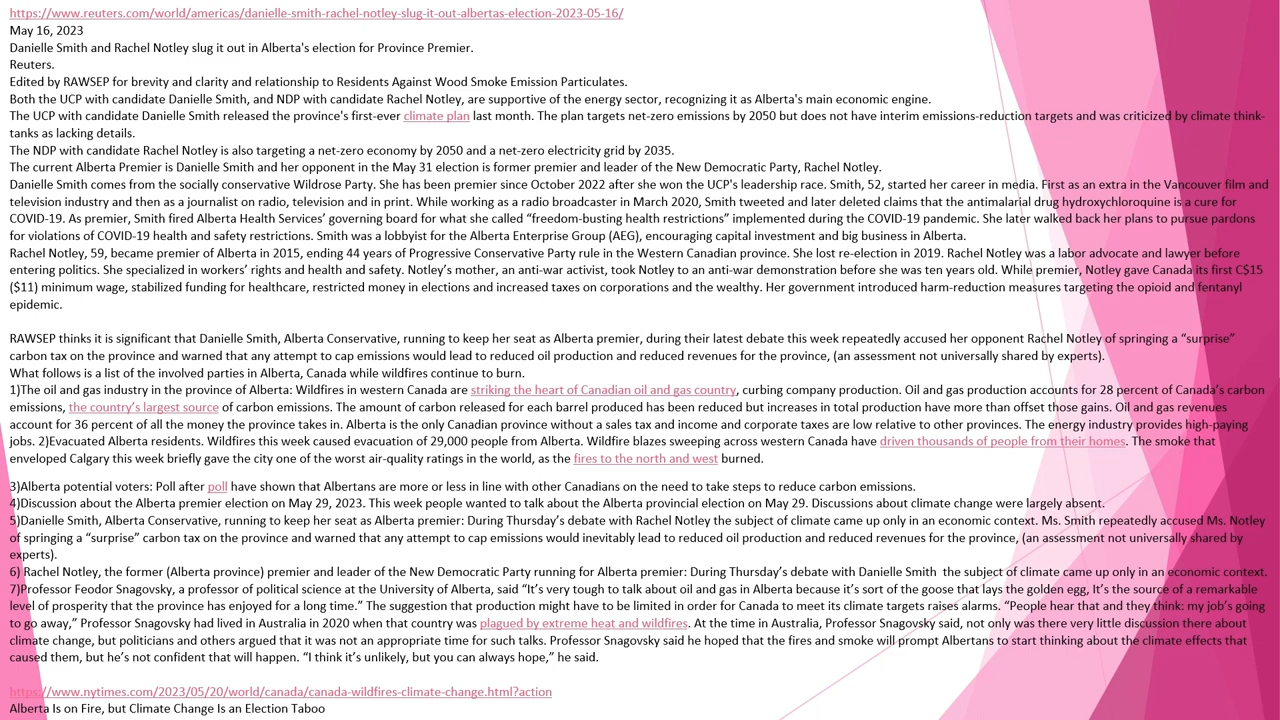 https://www.reuters.com/world/americas/danielle-smith-rachel-notley-slug-it-out-albertas-election-2023-05-16/
May 16, 2023
Danielle Smith and Rachel Notley slug it out in Alberta's election for Province Premier.
Reuters.
Edited by RAWSEP for brevity and clarity and relationship to Residents Against Wood Smoke Emission Particulates.
Both the UCP with candidate Danielle Smith, and NDP with candidate Rachel Notley, are supportive of the energy sector, recognizing it as Alberta's main economic engine.
The UCP with candidate Danielle Smith released the province's first-ever climate plan last month. The plan targets net-zero emissions by 2050 but does not have interim emissions-reduction targets and was criticized by climate think-
tanks as lacking details.
The NDP with candidate Rachel Notley is also targeting a net-zero economy by 2050 and a net-zero electricity grid by 2035.
The current Alberta Premier is Danielle Smith and her opponent in the May 31 election is former premier and leader of the New Democratic Party, Rachel Notley.
Danielle Smith comes from the socially conservative Wildrose Party. She has been premier since October 2022 after she won the UCP's leadership race. Smith, 52, started her career in media. First as an extra in the Vancouver film and
television industry and then as a journalist on radio, television and in print. While working as a radio broadcaster in March 2020, Smith tweeted and later deleted claims that the antimalarial drug hydroxychloroquine is a cure for
COVID-19. As premier, Smith fired Alberta Health Services’ governing board for what she called “freedom-busting health restrictions” implemented during the COVID-19 pandemic. She later walked back her plans to pursue pardons
for violations of COVID-19 health and safety restrictions. Smith was a lobbyist for the Alberta Enterprise Group (AEG), encouraging capital investment and big business in Alberta.
Rachel Notley, 59, became premier of Alberta in 2015, ending 44 years of Progressive Conservative Party rule in the Western Canadian province. She lost re-election in 2019. Rachel Notley was a labor advocate and lawyer before
entering politics. She specialized in workers’ rights and health and safety. Notley’s mother, an anti-war activist, took Notley to an anti-war demonstration before she was ten years old. While premier, Notley gave Canada its first C$15
($11) minimum wage, stabilized funding for healthcare, restricted money in elections and increased taxes on corporations and the wealthy. Her government introduced harm-reduction measures targeting the opioid and fentanyl
epidemic.
RAWSEP thinks it is significant that Danielle Smith, Alberta Conservative, running to keep her seat as Alberta premier, during their latest debate this week repeatedly accused her opponent Rachel Notley of springing a “surprise”
carbon tax on the province and warned that any attempt to cap emissions would lead to reduced oil production and reduced revenues for the province, (an assessment not universally shared by experts).
What follows is a list of the involved parties in Alberta, Canada while wildfires continue to burn.
1)The oil and gas industry in the province of Alberta: Wildfires in western Canada are striking the heart of Canadian oil and gas country, curbing company production. Oil and gas production accounts for 28 percent of Canada’s carbon
emissions, the country’s largest source of carbon emissions. The amount of carbon released for each barrel produced has been reduced but increases in total production have more than offset those gains. Oil and gas revenues
account for 36 percent of all the money the province takes in. Alberta is the only Canadian province without a sales tax and income and corporate taxes are low relative to other provinces. The energy industry provides high-paying
jobs. 2)Evacuated Alberta residents. Wildfires this week caused evacuation of 29,000 people from Alberta. Wildfire blazes sweeping across western Canada have driven thousands of people from their homes. The smoke that
enveloped Calgary this week briefly gave the city one of the worst air-quality ratings in the world, as the fires to the north and west burned.
3)Alberta potential voters: Poll after poll have shown that Albertans are more or less in line with other Canadians on the need to take steps to reduce carbon emissions.
4)Discussion about the Alberta premier election on May 29, 2023. This week people wanted to talk about the Alberta provincial election on May 29. Discussions about climate change were largely absent.
5)Danielle Smith, Alberta Conservative, running to keep her seat as Alberta premier: During Thursday’s debate with Rachel Notley the subject of climate came up only in an economic context. Ms. Smith repeatedly accused Ms. Notley
of springing a “surprise” carbon tax on the province and warned that any attempt to cap emissions would inevitably lead to reduced oil production and reduced revenues for the province, (an assessment not universally shared by
experts).
6) Rachel Notley, the former (Alberta province) premier and leader of the New Democratic Party running for Alberta premier: During Thursday’s debate with Danielle Smith  the subject of climate came up only in an economic context.
7)Professor Feodor Snagovsky, a professor of political science at the University of Alberta, said “It’s very tough to talk about oil and gas in Alberta because it’s sort of the goose that lays the golden egg, It’s the source of a remarkable
level of prosperity that the province has enjoyed for a long time.” The suggestion that production might have to be limited in order for Canada to meet its climate targets raises alarms. “People hear that and they think: my job’s going
to go away,” Professor Snagovsky had lived in Australia in 2020 when that country was plagued by extreme heat and wildfires. At the time in Australia, Professor Snagovsky said, not only was there very little discussion there about
climate change, but politicians and others argued that it was not an appropriate time for such talks. Professor Snagovsky said he hoped that the fires and smoke will prompt Albertans to start thinking about the climate effects that
caused them, but he’s not confident that will happen. “I think it’s unlikely, but you can always hope,” he said.
https://www.nytimes.com/2023/05/20/world/canada/canada-wildfires-climate-change.html?action
Alberta Is on Fire, but Climate Change Is an Election Taboo